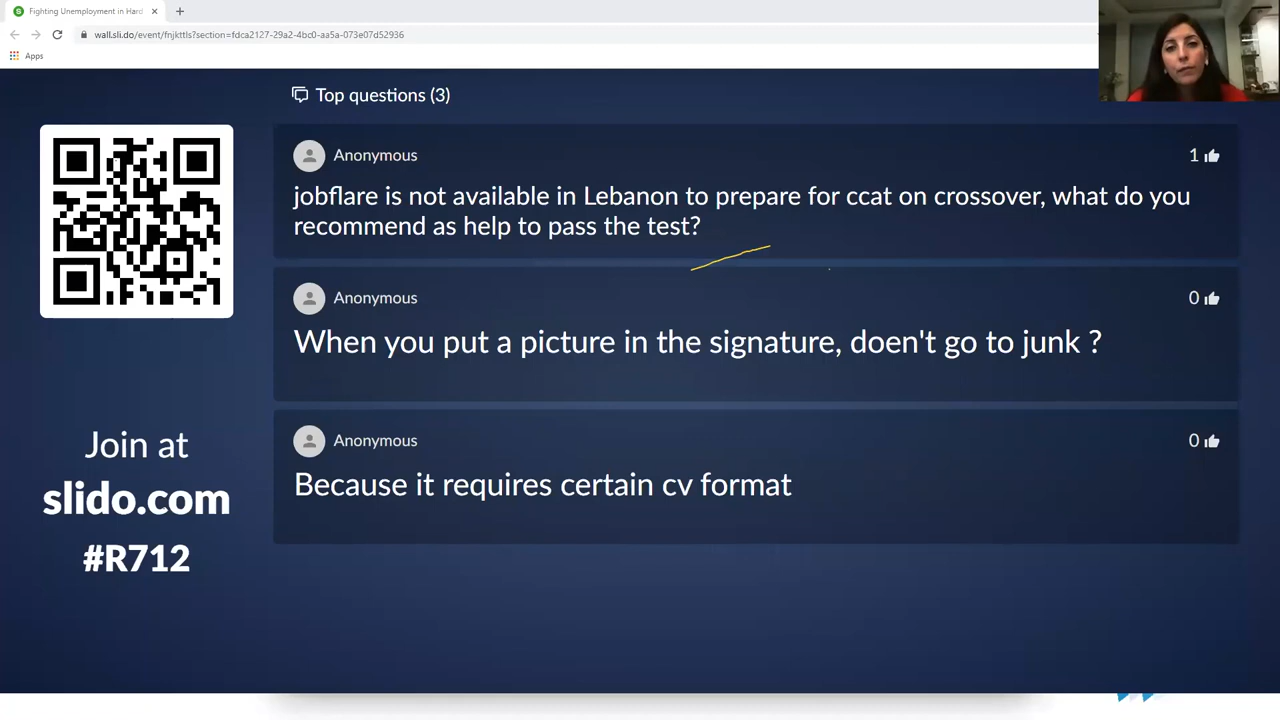 Fighting Unemployment in Hard
wall.sli.do/event/fnjkttls?section=fdca2127-29a2-4bc0-aa5a-073e07d52936
Apps
Top questions (3)
Anonymous
1
jobflare is not available in Lebanon to prepare for ccat on crossover, what do you
recommend as help to pass the test?
Anonymous
0
When you put a picture in the signature, doen't go to junk ?
Anonymous
0
Because it requires certain cv format
Join at
slido.com
#R712